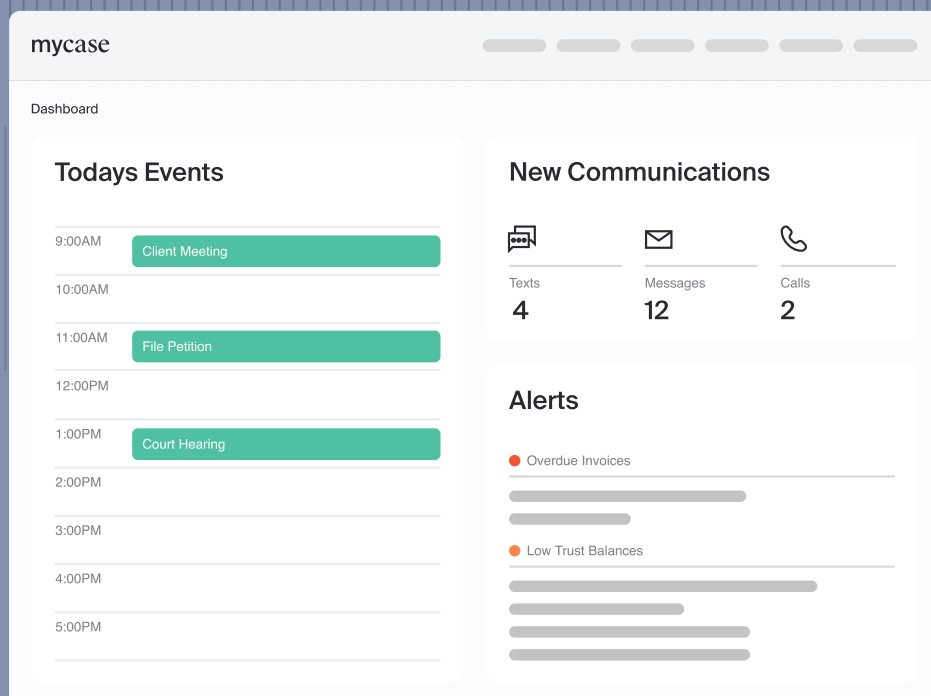 mycase
Dashboard
Todays Events
9:00AM
Client Meeting
10:00AM
11:00AM
File Petition
12:00PM
1:00PM
Court Hearing
2:00PM
3:00PM
4:00PM
5:00PM
New Communications
Texts
4
Messages
12
Calls
2
Alerts
Overdue Invoices
Low Trust Balances